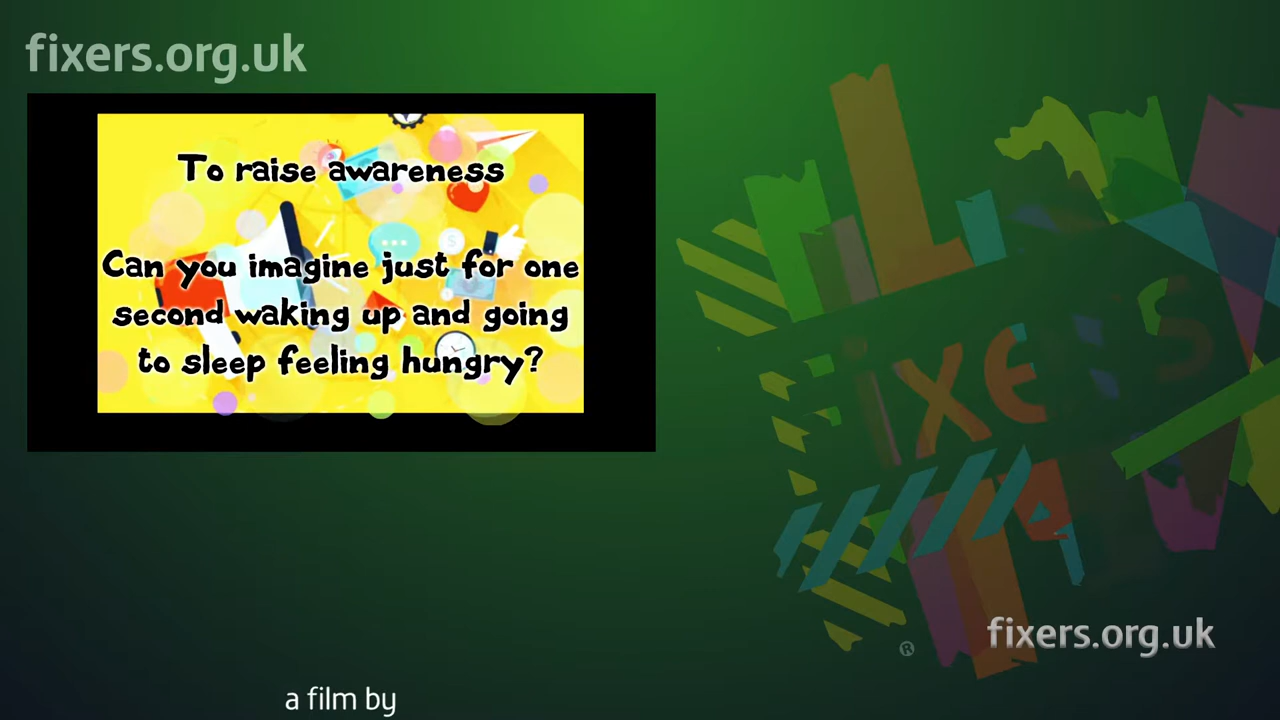 fixers.org.uk
To raise awareness
Can you imagine just for one
second waking up and going
to sleep feeling hungry?
FIXERS
®
fixers.org.uk
a film by